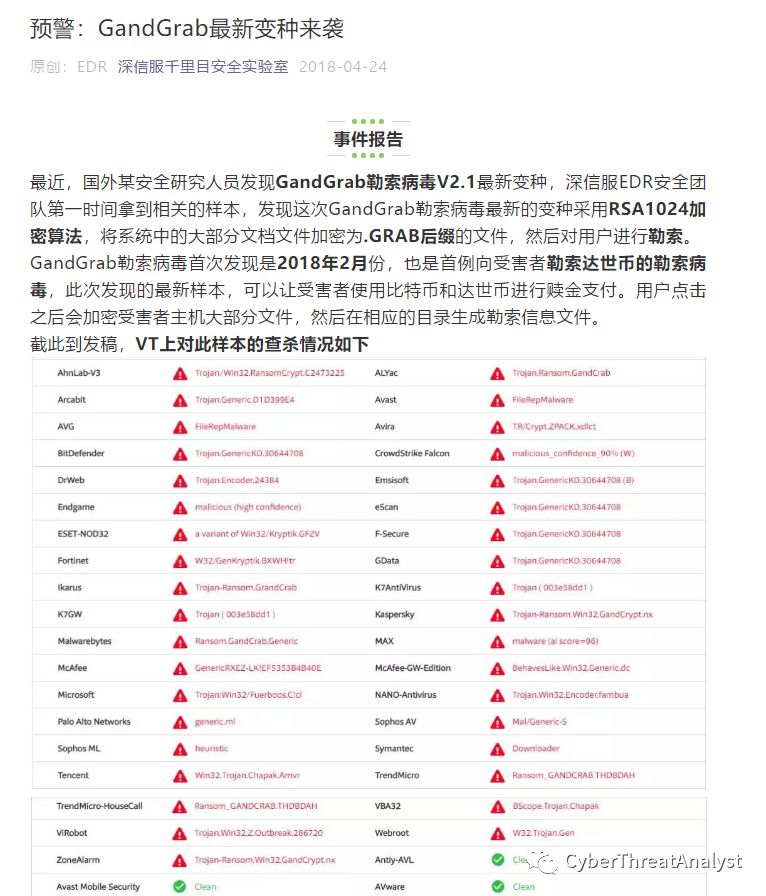 预警：GandGrab最新变种来袭
原创： EDR 深信服千里目安全实验室 2018-04-24
事件报告
最近，国外某安全研究人员发现GandGrab勒索病毒V2.1最新变种，深信服EDR安全团
队第一时间拿到相关的样本，发现这次GandGrab勒索病毒最新的变种采用RSA1024加
密算法，将系统中的大部分文档文件加密为.GRAB后缀的文件，然后对用户进行勒索。
GandGrab勒索病毒首次发现是2018年2月份，也是首例向受害者勒索达世币的勒索病
毒，此次发现的最新样本，可以让受害者使用比特币和达世币进行赎金支付。用户点击
之后会加密受害者主机大部分文件，然后在相应的目录生成勒索信息文件。
截此到发稿，VT上对此样本的查杀情况如下
AhnLab-V3 Trojan/Win32.RansomCrypt.C2473225 ALYac Trojan.Ransom.GandCrab
Arcabit Trojan.Generic.D1D399E4 Avast FileRepMalware
AVG FileRepMalware Avira TR/Crypt.ZPACK.xdlct
BitDefender Trojan.GenericKD.30644708 CrowdStrike Falcon malicious_confidence_90% (W)
DrWeb Trojan.Encoder.24384 Emsisoft Trojan.GenericKD.30644708 (B)
Endgame malicious (high confidence) eScan Trojan.GenericKD.30644708
ESET-NOD32 a variant of Win32/Kryptik.GFZV F-Secure Trojan.GenericKD.30644708
Fortinet W32/GenKryptik.BXWH!tr GData Trojan.GenericKD.30644708
Ikarus Trojan-Ransom.GrandCrab K7AntiVirus Trojan ( 003e58dd1 )
K7GW Trojan ( 003e58dd1 ) Kaspersky Trojan-Ransom.Win32.GandCrypt.nx
Malwarebytes Ransom.GandCrab.Generic MAX malware (ai score=96)
McAfee GenericRXEZ-LK!EF5353B4B40E McAfee-GW-Edition BehavesLike.Win32.Generic.dc
Microsoft Trojan.Win32/Fuerboos.C!cl NANO-Antivirus Trojan.Win32.Encoder.fambua
Palo Alto Networks generic.ml Sophos AV Mal/Generic-S
Sophos ML heuristic Symantec Downloader
Tencent Win32.Trojan.Chapak.Amvr TrendMicro Ransom_GANDCRAB.THDBDAH
TrendMicro-HouseCall Ransom_GANDCRAB.THDBDAH VBA32 BScope.Trojan.Chapak
ViRobot Trojan.Win32.Z.Outbreak.286720 Webroot W32.Trojan.Gen
ZoneAlarm Trojan-Ransom.Win32.GandCrypt.nx Antiy-AVL
CyberThreatAnalyst
Avast Mobile Security Clean AVware Clean